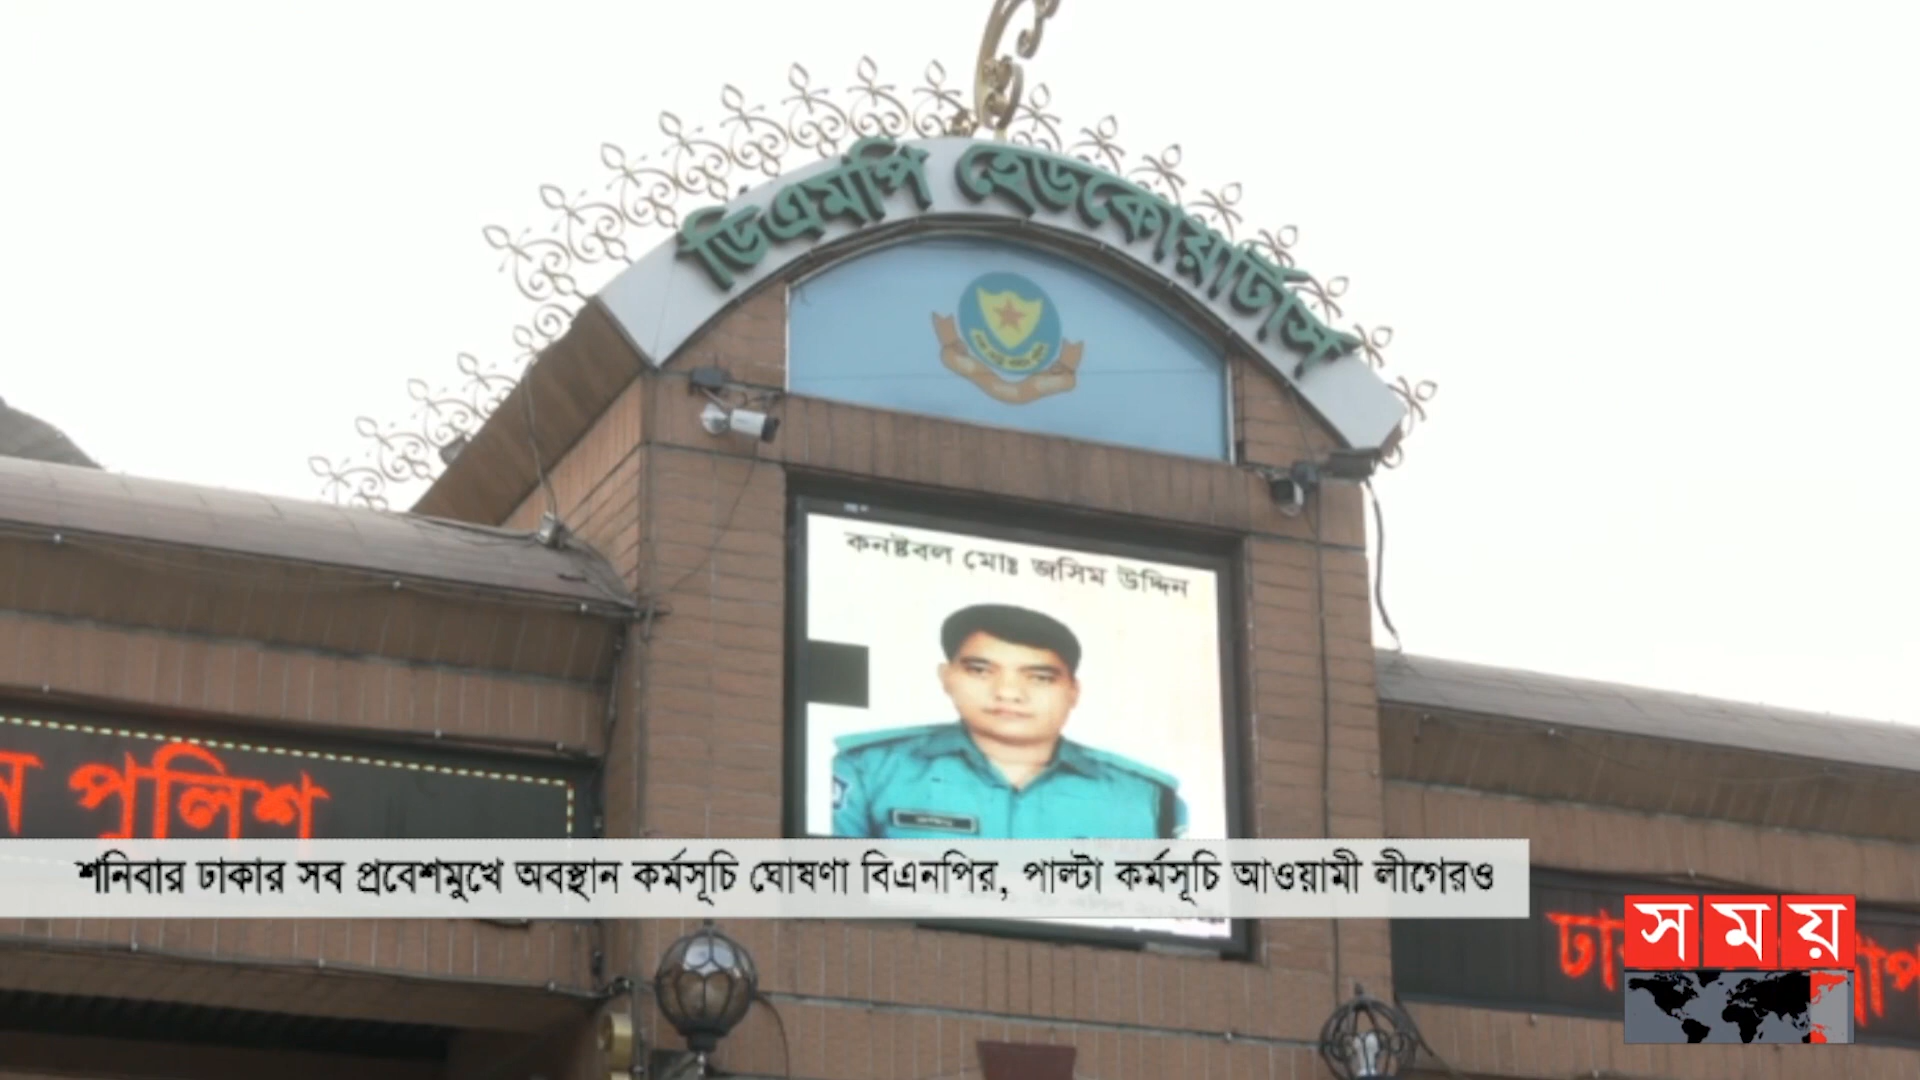 ডিএমপি হেডকোয়ার্টার্স
কনষ্টবল মোঃ জসিম উদ্দিন
ন পুলিশ
শনিবার ঢাকার সব প্রবেশমুখে অবস্থান কর্মসূচি ঘোষণা বিএনপির, পাল্টা কর্মসূচি আওয়ামী লীগেরও
সময়
ঢা